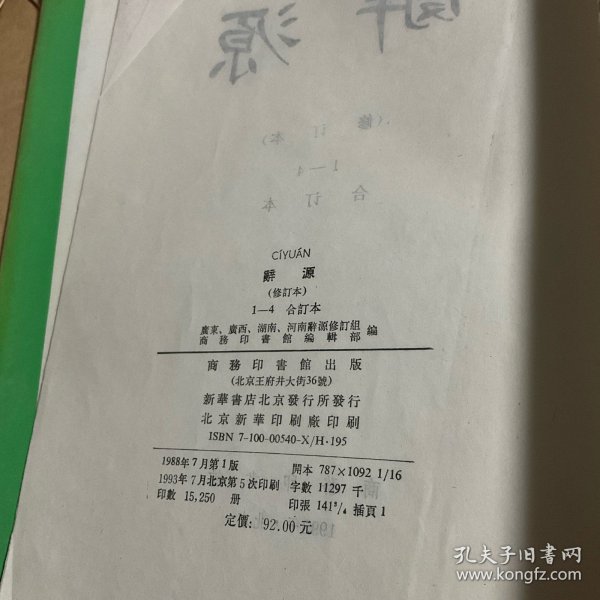 CÍYUÁN
辭源
(修訂本)
1—4 合訂本
廣東、廣西、湖南、河南辭源修訂組
商務印書館編輯部
編
商務印書館出版
(北京王府井大街36號)
新華書店北京發行所發行
北京新華印刷廠印刷
ISBN 7-100-00540-X/H·195
1988年7月第1版 開本 787×1092 1/16
1993年7月北京第5次印刷 字數 11297 千
印數 15,250 册 印張 141³/₄ 插頁1
定價: 92.00元
孔夫子旧书网
www.kongfz.com